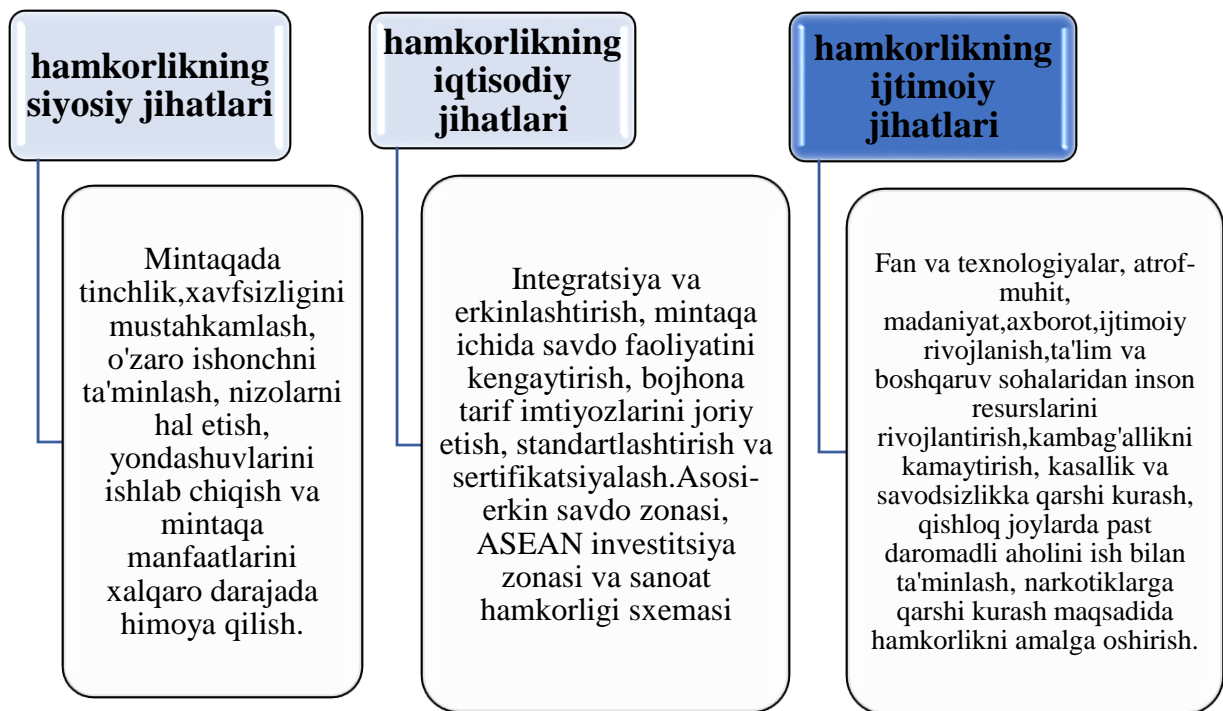 hamkorlikning
siyosiy jihatlari
Mintaqada
tinchlik,xavfsizligini
mustahkamlash,
o'zaro ishonchni
ta'minlash, nizolarni
hal etish,
yondashuvlarini
ishlab chiqish va
mintaqa
manfaatlarini
xalqaro darajada
himoya qilish.
hamkorlikning
iqtisodiy
jihatlari
Integratsiya va
erkinlashtirish, mintaqa
ichida savdo faoliyatini
kengaytirish, bojhona
tarif imtiyozlarini joriy
etish, standartlashtirish va
sertifikatsiyalash.Asosi-
erkin savdo zonasi,
ASEAN investitsiya
zonasi va sanoat
hamkorligi sxemasi
hamkorlikning
ijtimoiy
jihatlari
Fan va texnologiyalar, atrof-
muhit,
madaniyat,axborot,ijtimoiy
rivojlanish,ta'lim va
boshqaruv sohalaridan inson
resurslarini
rivojlantirish,kambag'allikni
kamaytirish, kasallik va
savodsizlikka qarshi kurash,
qishloq joylarda past
daromadli aholini ish bilan
ta'minlash, narkotiklarga
qarshi kurash maqsadida
hamkorlikni amalga oshirish.